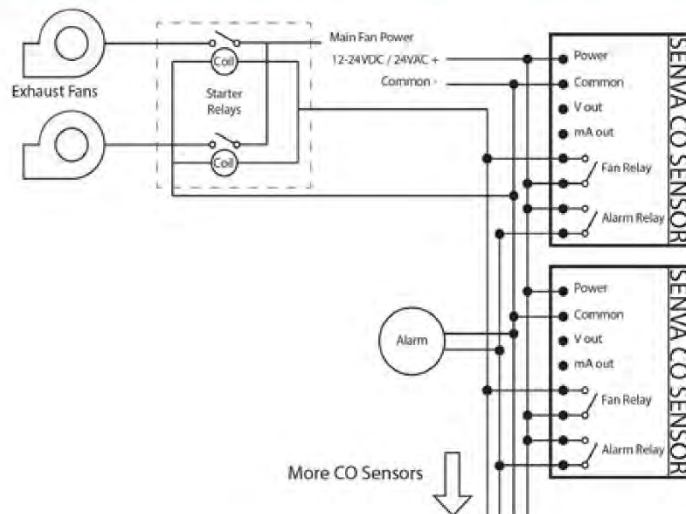 Main Fan Power
12-24VDC / 24VAC +
Common -
Exhaust Fans
Coil
Starter
Relays
Coil
Power
Common
V out
mA out
Fan Relay
Alarm Relay
SENVA CO SENSOR
Alarm
Power
Common
V out
mA out
Fan Relay
Alarm Relay
SENVA CO SENSOR
More CO Sensors